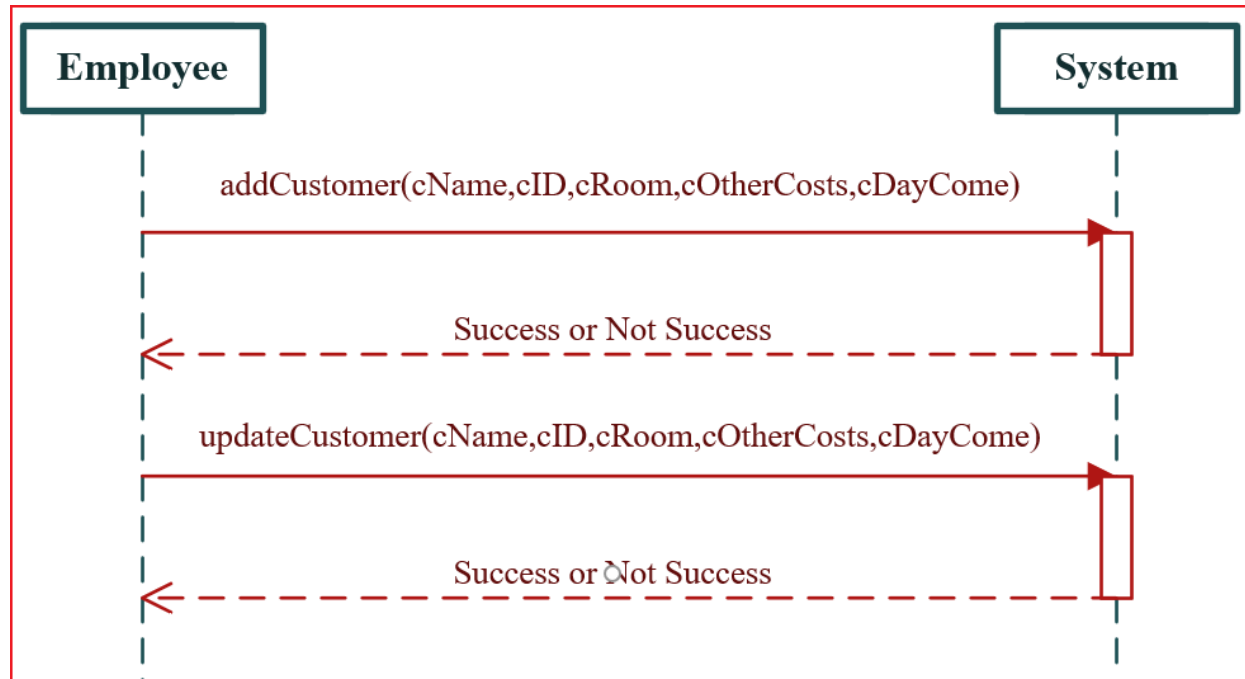 Employee
System
addCustomer(cName,cID,cRoom,cOtherCosts,cDayCome)
Success or Not Success
updateCustomer(cName,cID,cRoom,cOtherCosts,cDayCome)
Success or Not Success